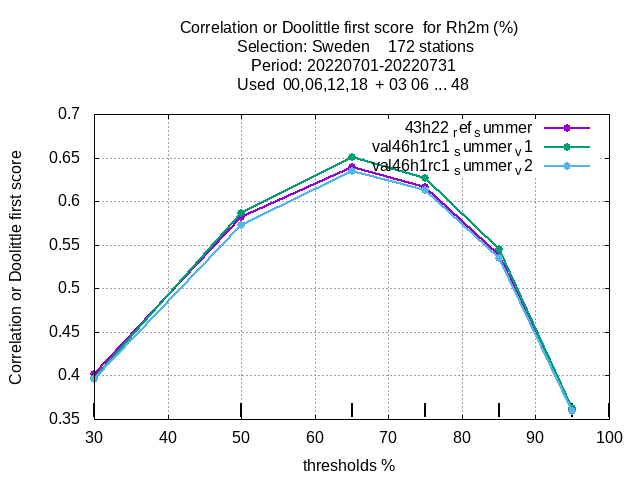 Correlation or Doolittle first score for Rh2m (%)
Selection: Sweden 172 stations
Period: 20220701-20220731
Used 00,06,12,18 + 03 06 ... 48
Correlation or Doolittle first score
0.7
0.65
0.6
0.55
0.5
0.45
0.4
0.35
43h22 ref summer
val46h1rc1 summer v1
val46h1rc1 summer v2
30 40 50 60 70 80 90 100
thresholds %